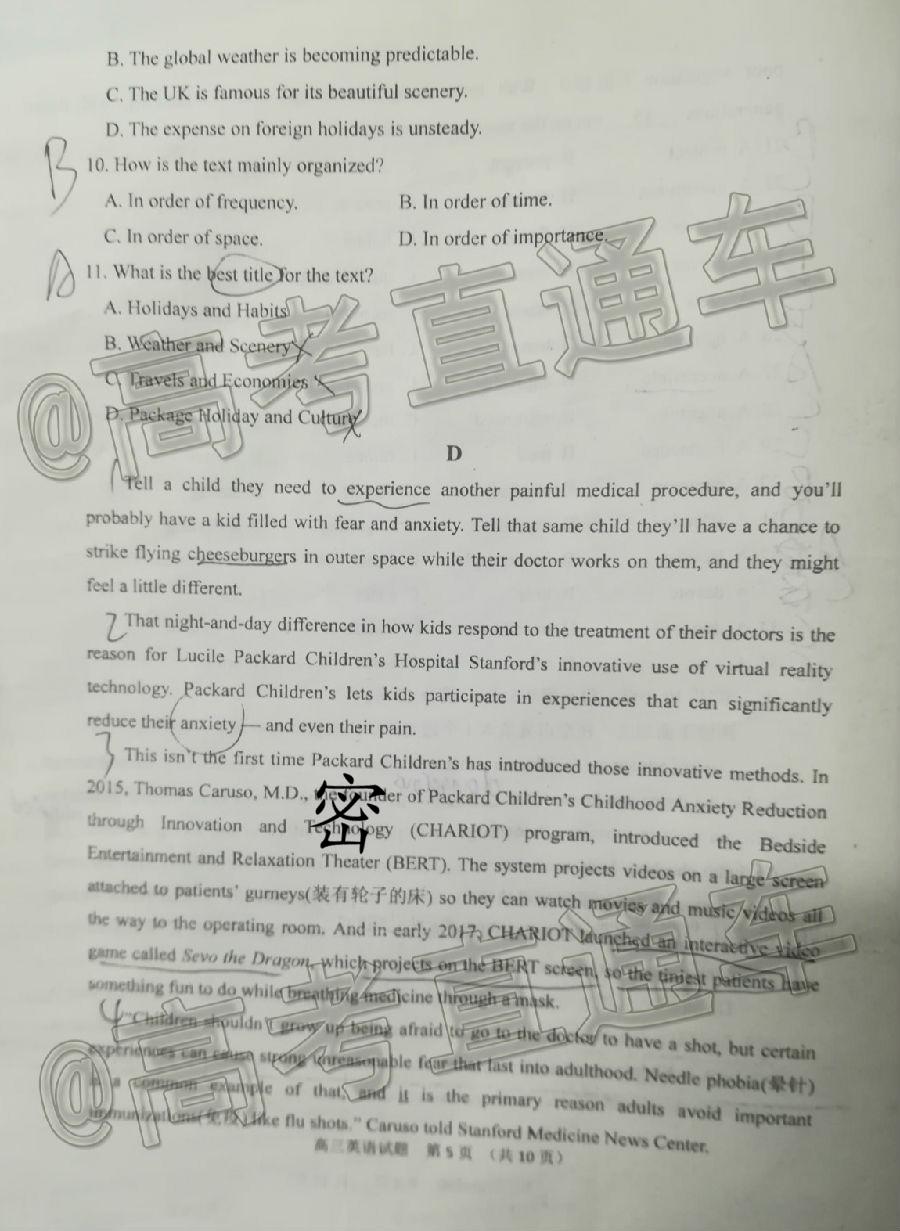 B. The global weather is becoming predictable.
C. The UK is famous for its beautiful scenery.
D. The expense on foreign holidays is unsteady.
B
10. How is the text mainly organized?
A. In order of frequency. B. In order of time.
C. In order of space. D. In order of importance.
11. What is the best title for the text?
A. Holidays and Habits
B. Weather and Scenery
C. Travels and Economies
D. Package Holiday and Culture
@高考直通车
D
1 Tell a child they need to experience another painful medical procedure, and you'll
probably have a kid filled with fear and anxiety. Tell that same child they'll have a chance to
strike flying cheeseburgers in outer space while their doctor works on them, and they might
feel a little different.
2 That night-and-day difference in how kids respond to the treatment of their doctors is the
reason for Lucile Packard Children's Hospital Stanford's innovative use of virtual reality
technology. Packard Children's lets kids participate in experiences that can significantly
reduce their anxiety — and even their pain.
3 This isn't the first time Packard Children's has introduced those innovative methods. In
2015, Thomas Caruso, M.D., the founder of Packard Children's Childhood Anxiety Reduction
through Innovation and Technology (CHARIOT) program, introduced the Bedside
密
Entertainment and Relaxation Theater (BERT). The system projects videos on a large screen
attached to patients' gurneys(装有轮子的床) so they can watch movies and music videos all
the way to the operating room. And in early 2017, CHARIOT launched an interactive video
game called Sevo the Dragon, which projects on the BERT screen, so the tiniest patients have
something fun to do while breathing medicine through a mask.
4 "Children shouldn't grow up being afraid to go to the doctor to have a shot, but certain
experiences can cause strong unreasonable fear that last into adulthood. Needle phobia(晕针)
is a common example of that, and it is the primary reason adults avoid important
immunizations(免疫) like flu shots." Caruso told Stanford Medicine News Center.
@高考直通车
高三英语试题 第 5 页 (共 10 页)